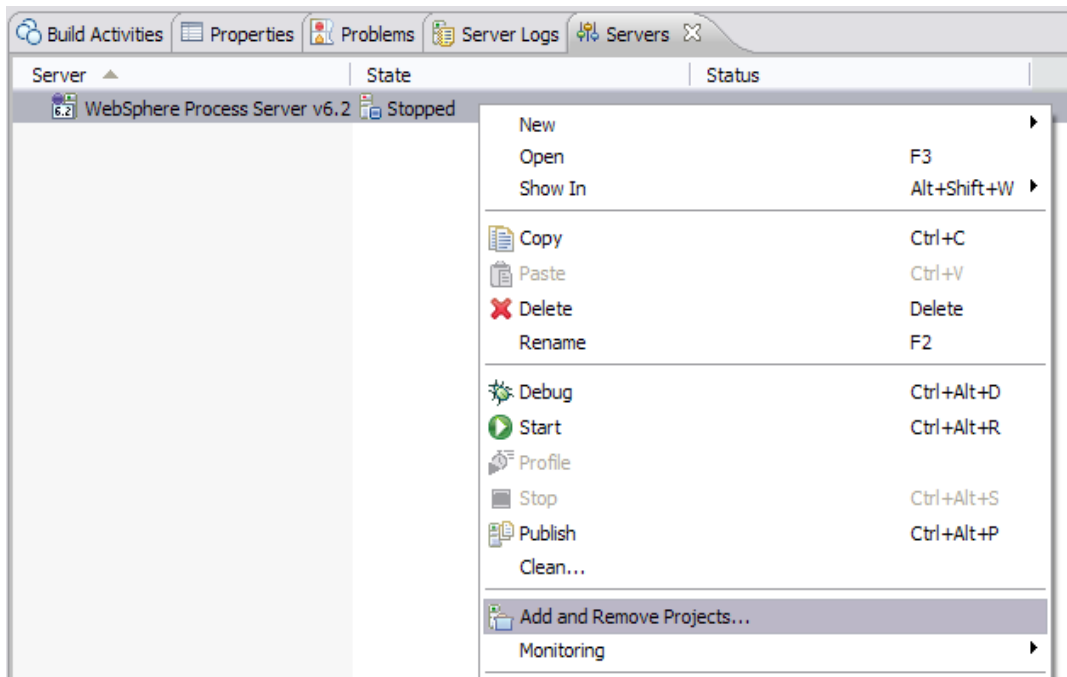 Build Activities Properties Problems Server Logs Servers
Server State Status
6.2 WebSphere Process Server v6.2 Stopped
New
Open F3
Show In Alt+Shift+W
Copy Ctrl+C
Paste Ctrl+V
Delete Delete
Rename F2
Debug Ctrl+Alt+D
Start Ctrl+Alt+R
Profile
Stop Ctrl+Alt+S
Publish Ctrl+Alt+P
Clean...
Add and Remove Projects...
Monitoring